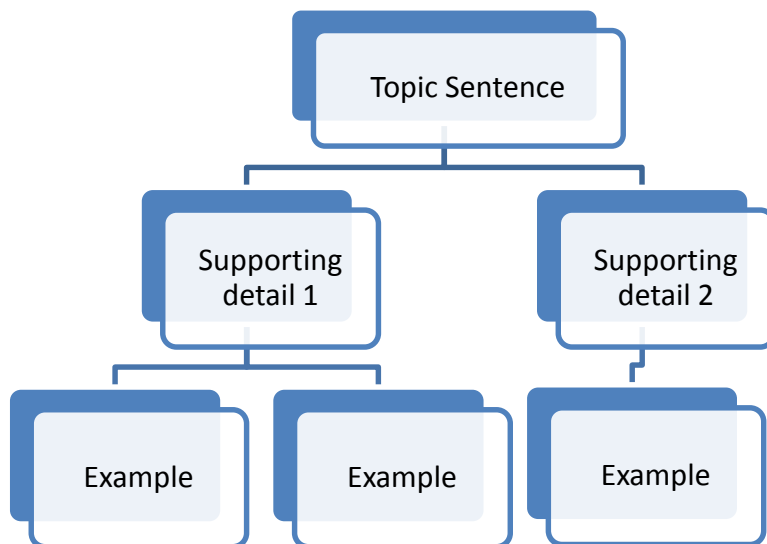 Topic Sentence
Supporting
detail 1
Supporting
detail 2
Example
Example
Example